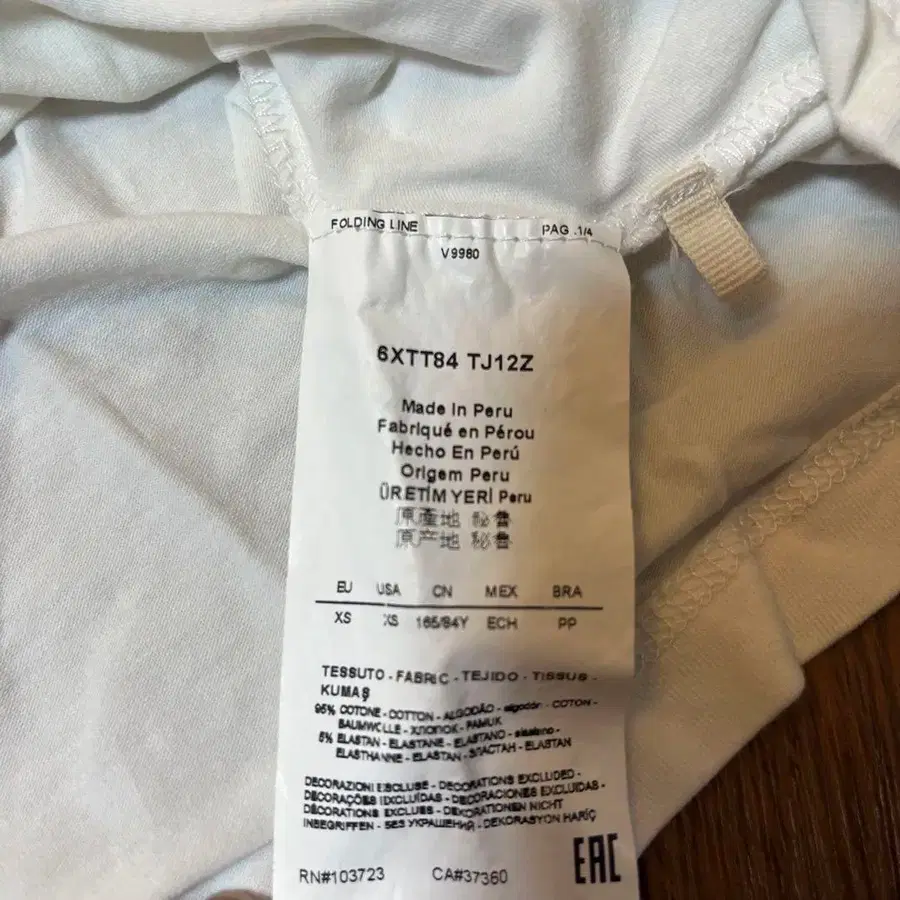 FOLDING LINE PAG .1/4
V9980
6XTT84 TJ12Z
Made In Peru
Fabriqué en Pérou
Hecho En Perú
Origem Peru
ÜRETİM YERİ Peru
原產地 秘魯
原产地 秘鲁
EU USA CN MEX BRA
XS XS 165/84Y ECH PP
TESSUTO - FABRIC - TEJIDO - TISSUS -
KUMAŞ
95% COTONE - COTTON - ALGODÃO - algodón - COTON -
BAUMWOLLE - ХЛОПОК - PAMUK
5% ELASTAN - ELASTANE - ELASTANO - elastano -
ELASTHANNE - ELASTAN - ЭЛАСТАН - ELASTAN
DECORAZIONI ESCLUSE - DECORATIONS EXCLUDED -
DECORAÇÕES EXCLUÍDAS - DECORACIONES EXCLUIDAS -
DÉCORATIONS EXCLUES - DEKORATIONEN NICHT
INBEGRIFFEN - БЕЗ УКРАШЕНИЙ - DEKORASYON HARİÇ
EAC
RN#103723 CA#37360